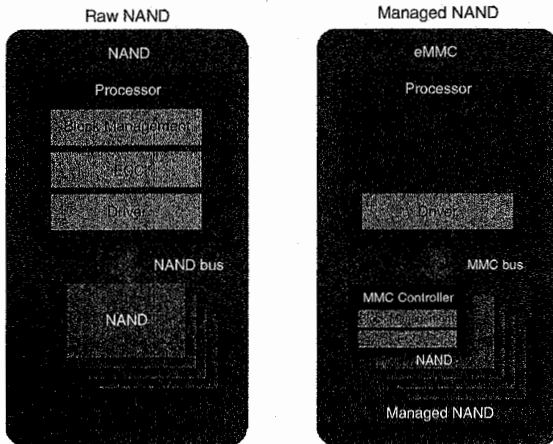 Raw NAND
NAND
Processor
Block Management
ECC
Driver
NAND bus
NAND
Managed NAND
eMMC
Processor
Driver
MMC bus
MMC Controller
NAND
Managed NAND